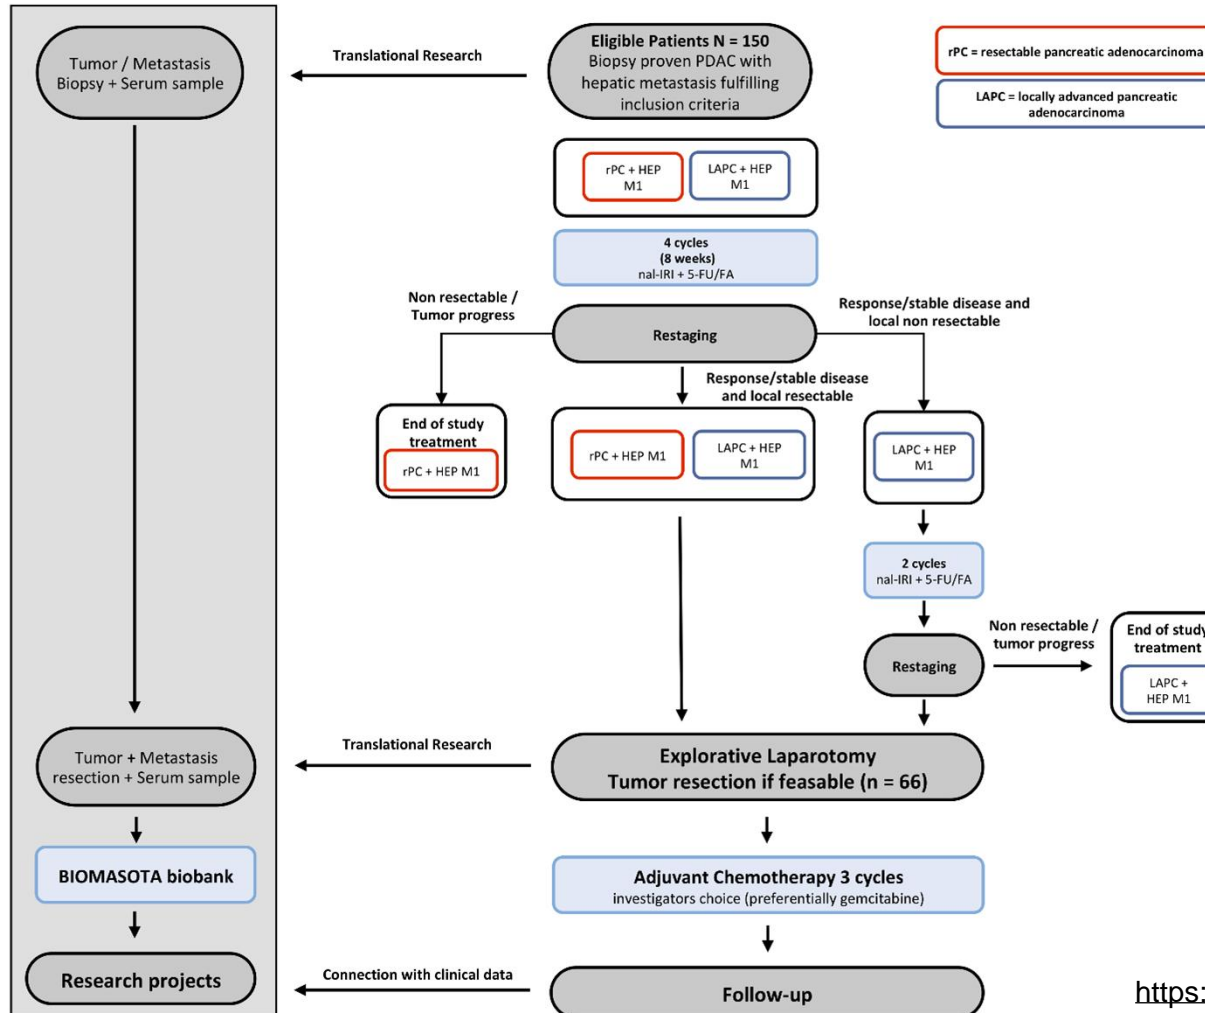 Tumor / Metastasis
Biopsy + Serum sample
Translational Research
Eligible Patients N = 150
Biopsy proven PDAC with
hepatic metastasis fulfilling
inclusion criteria
rPC = resectable pancreatic adenocarcinoma
LAPC = locally advanced pancreatic
adenocarcinoma
rPC + HEP
M1
LAPC + HEP
M1
4 cycles
(8 weeks)
nal-IRI + 5-FU/FA
Non resectable /
Tumor progress
Restaging
Response/stable disease and
local non resectable
Response/stable disease
and local resectable
End of study
treatment
rPC + HEP M1
rPC + HEP M1
LAPC + HEP
M1
LAPC + HEP
M1
2 cycles
nal-IRI + 5-FU/FA
Restaging
Non resectable /
tumor progress
End of study
treatment
LAPC +
HEP M1
Tumor + Metastasis
resection + Serum sample
Translational Research
Explorative Laparotomy
Tumor resection if feasable (n = 66)
BIOMASOTA biobank
Adjuvant Chemotherapy 3 cycles
investigators choice (preferentially gemcitabine)
Research projects
Connection with clinical data
Follow-up
https: